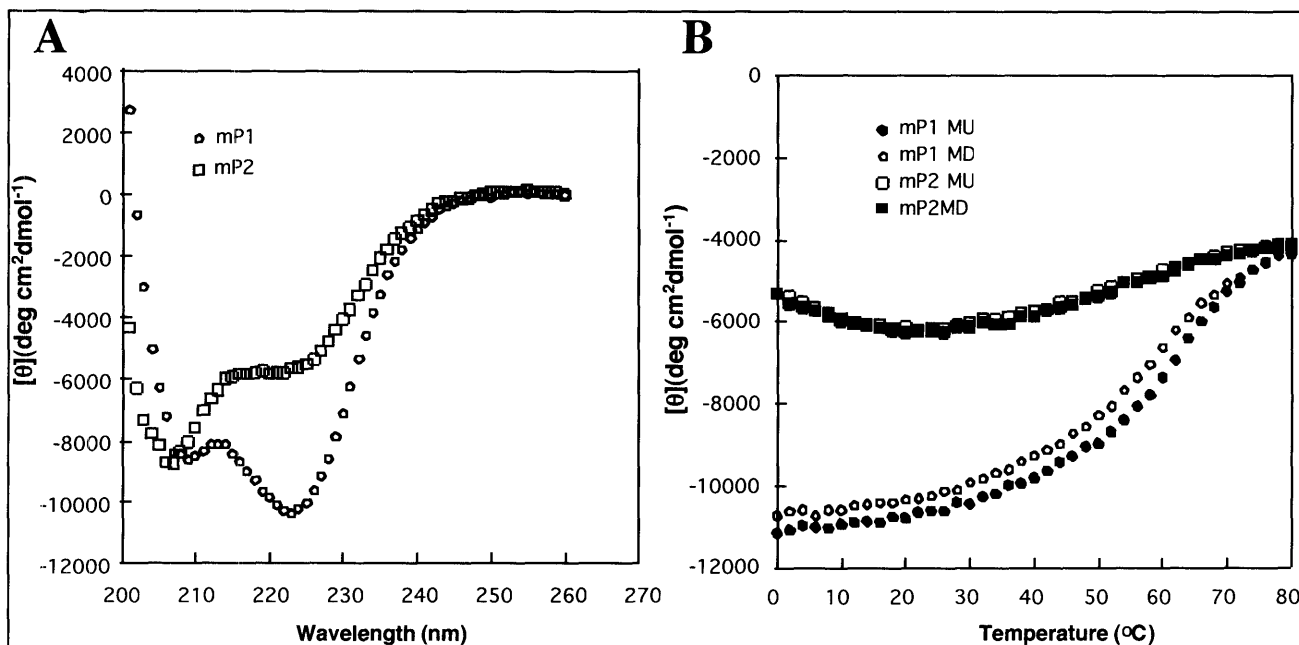 A
4000
2000
0
-2000
-4000
-6000
-8000
-10000
-12000
[θ](deg cm²dmol⁻¹)
mP1
mP2
200 210 220 230 240 250 260 270
Wavelength (nm)
B
0
-2000
-4000
-6000
-8000
-10000
-12000
[θ](deg cm²dmol⁻¹)
mP1 MU
mP1 MD
mP2 MU
mP2MD
0 10 20 30 40 50 60 70 80
Temperature (ºC)